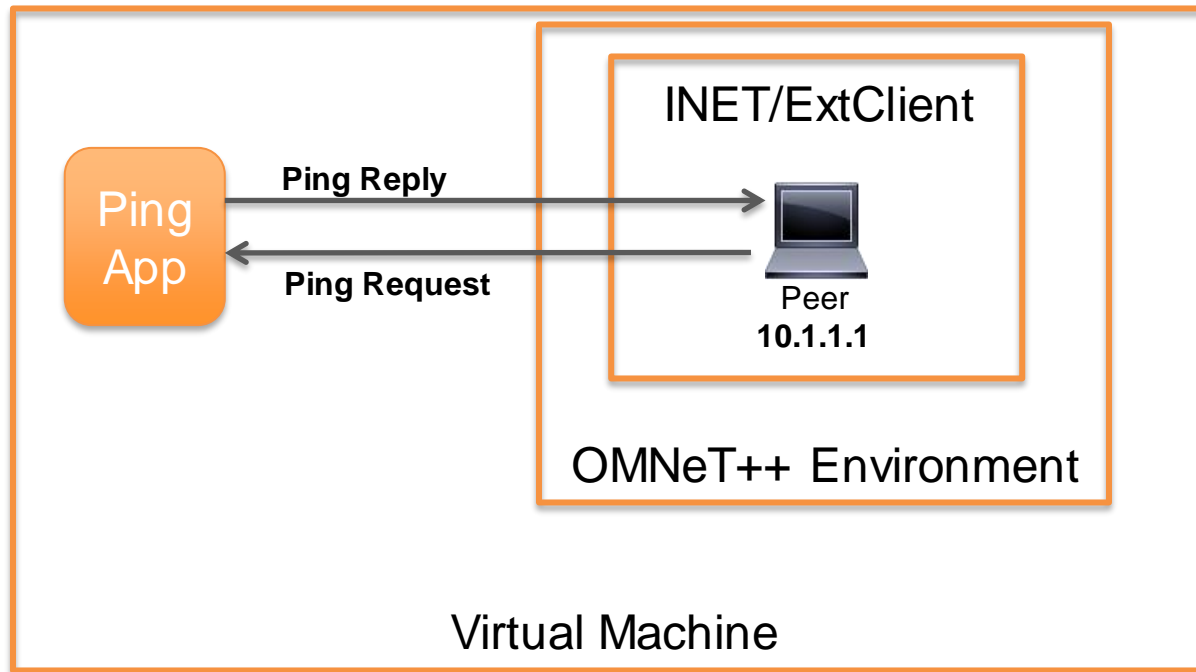 INET/ExtClient
Ping Reply
Ping
App
Ping Request
Peer
10.1.1.1
OMNeT++ Environment
Virtual Machine